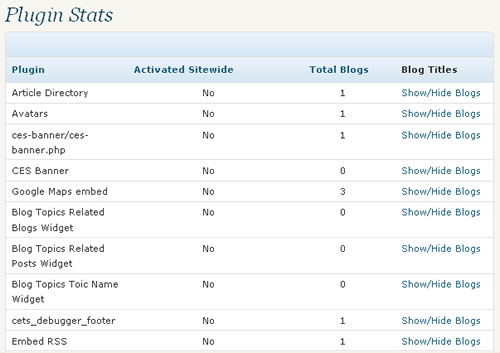 Plugin Stats
Plugin Activated Sitewide Total Blogs Blog Titles
Article Directory No 1 Show/Hide Blogs
Avatars No 1 Show/Hide Blogs
ces-banner/ces- No 1 Show/Hide Blogs
banner.php
CES Banner No 0 Show/Hide Blogs
Google Maps embed No 3 Show/Hide Blogs
Blog Topics Related No 0 Show/Hide Blogs
Blogs Widget
Blog Topics Related No 0 Show/Hide Blogs
Posts Widget
Blog Topics Toic Name No 0 Show/Hide Blogs
Widget
cets_debugger_footer No 1 Show/Hide Blogs
Embed RSS No 1 Show/Hide Blogs